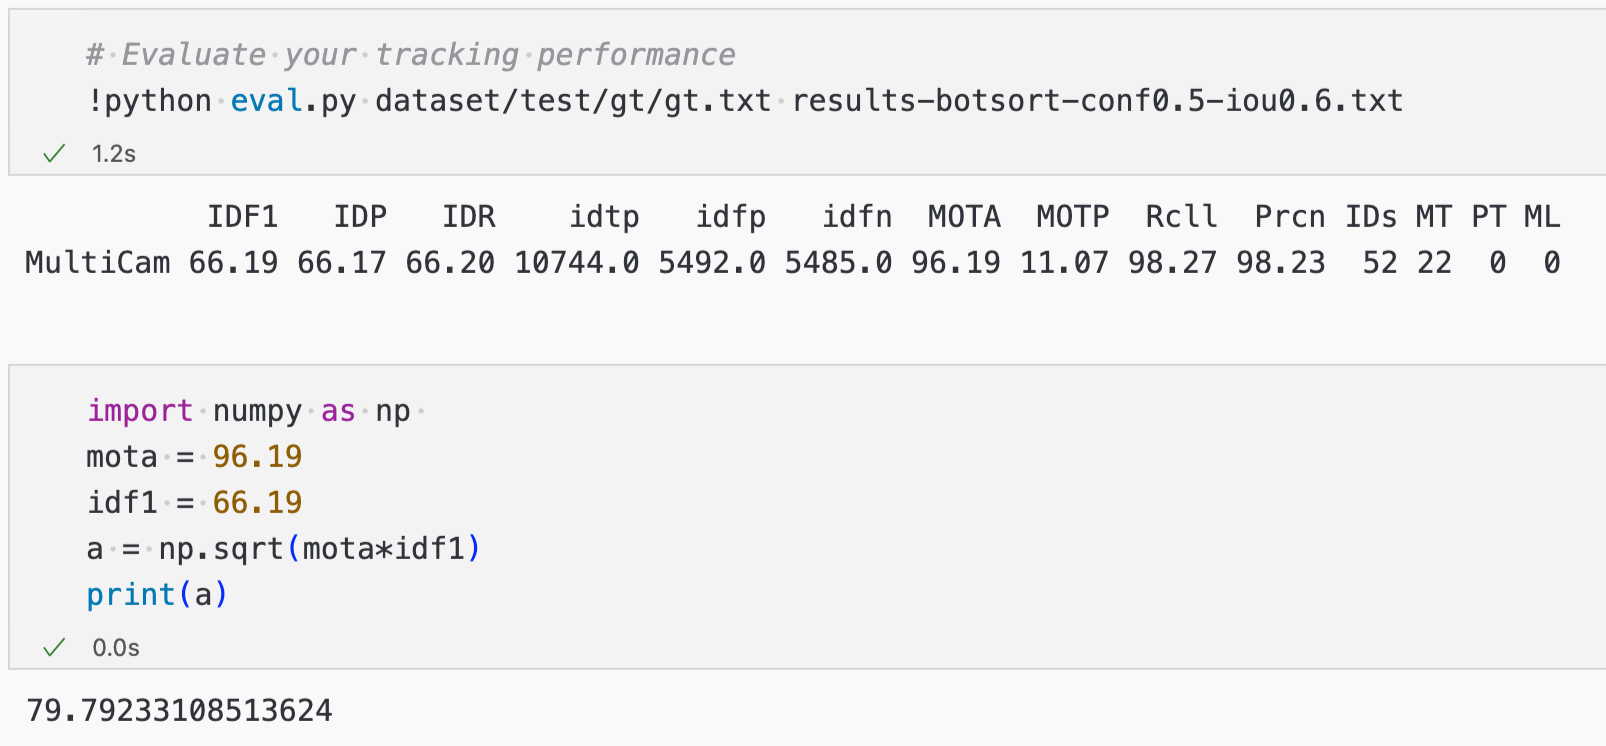 # Evaluate your tracking performance
!python eval.py dataset/test/gt/gt.txt results-botsort-conf0.5-iou0.6.txt
1.2s
IDF1 IDP IDR idtp idfp idfn MOTA MOTP Rcll Prcn IDs MT PT ML
MultiCam 66.19 66.17 66.20 10744.0 5492.0 5485.0 96.19 11.07 98.27 98.23 52 22 0 0
import numpy as np
mota = 96.19
idf1 = 66.19
a = np.sqrt(mota*idf1)
print(a)
0.0s
79.79233108513624